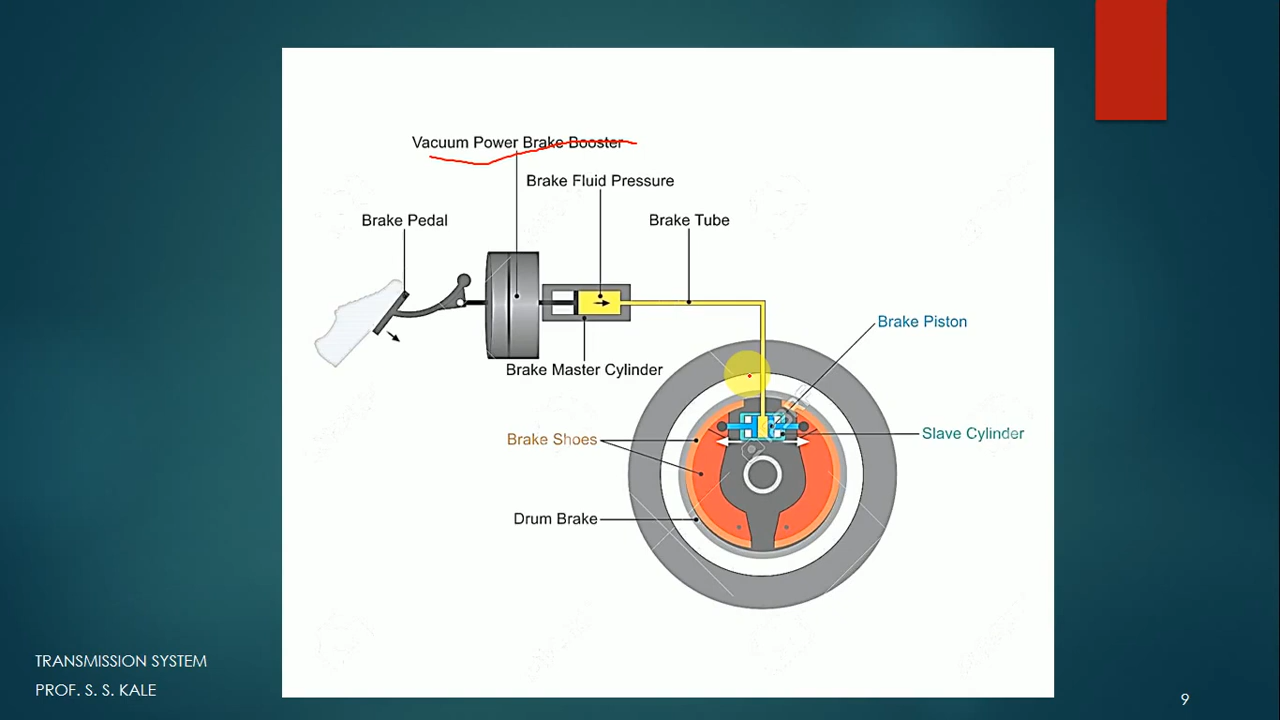 Vacuum Power Brake Booster
Brake Fluid Pressure
Brake Pedal
Brake Tube
Brake Piston
Brake Master Cylinder
Slave Cylinder
Brake Shoes
Drum Brake
TRANSMISSION SYSTEM
PROF. S. S. KALE
9